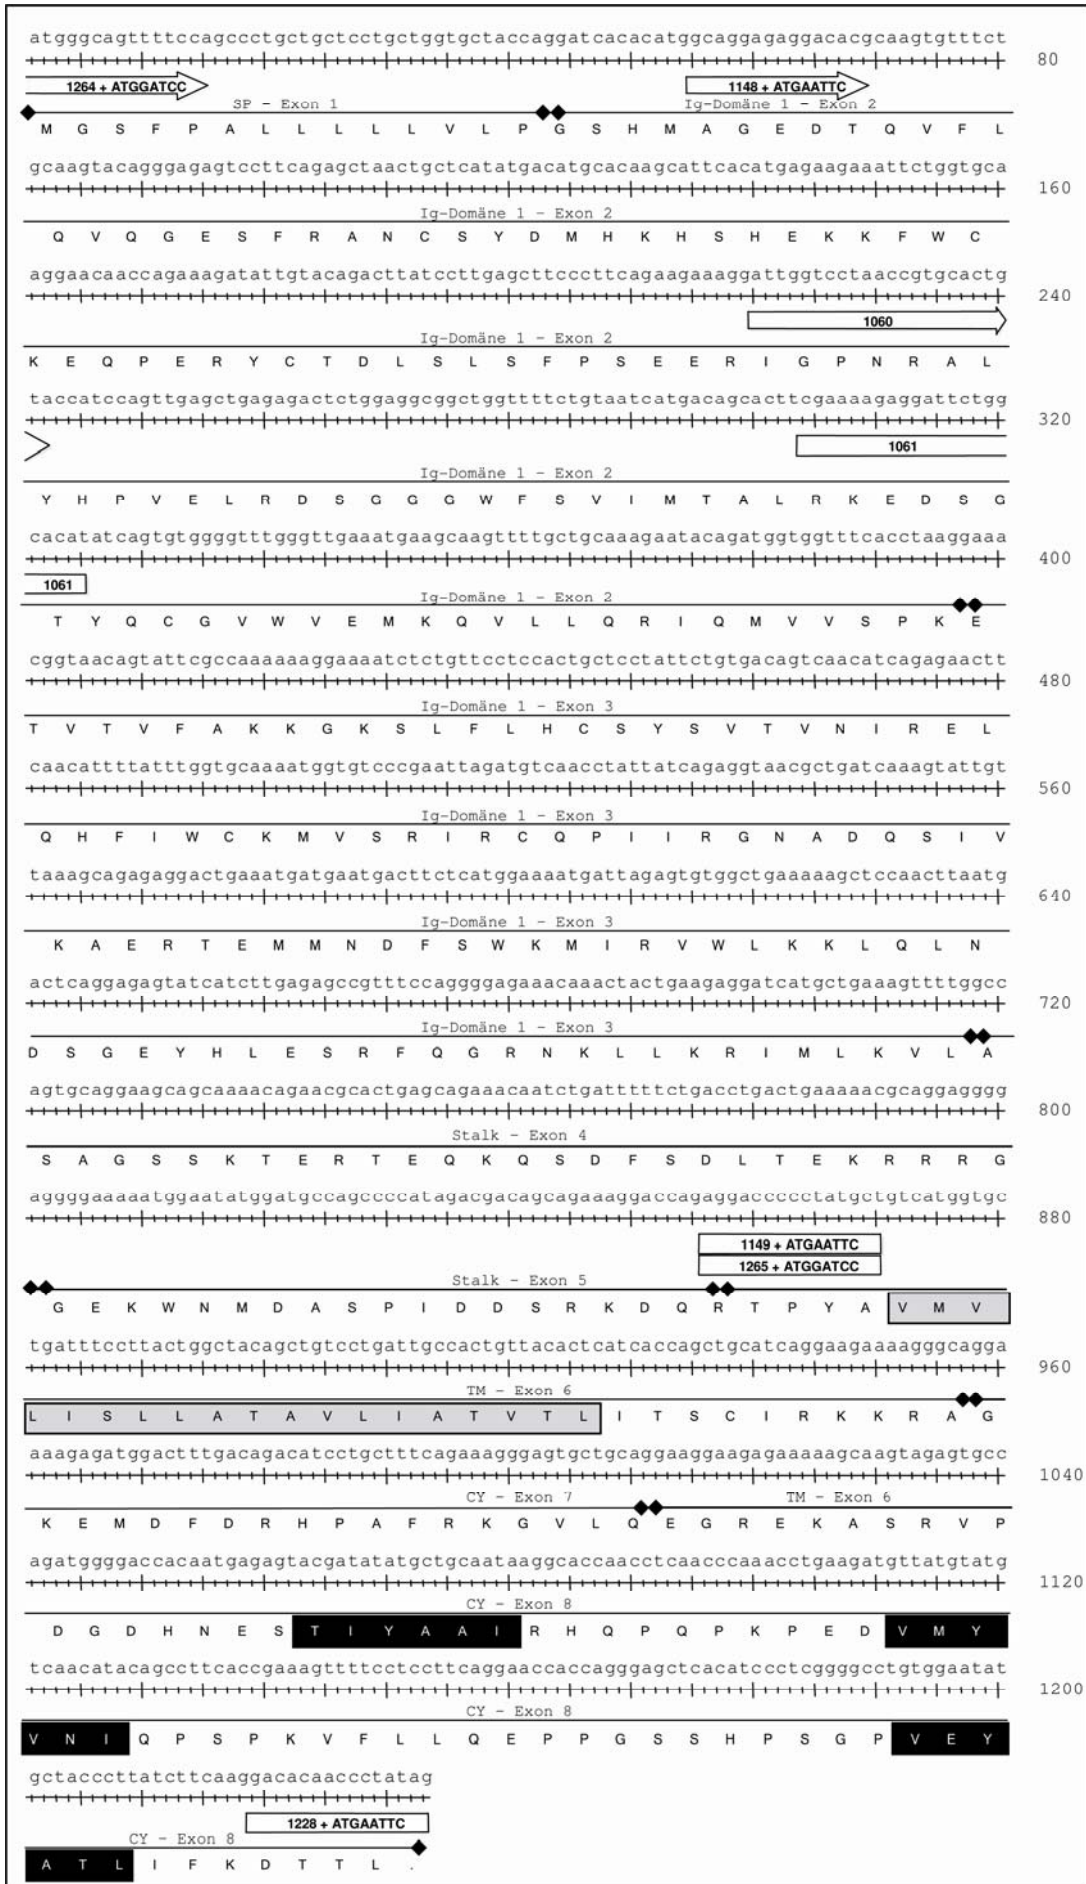 atgggcagttttccagccctgctgctcctgctggtgctaccaggatcacacatggcaggagaggacacgcaagtgtttct
80
1264 + ATGGATCC 1148 + ATGAATTC
SP - Exon 1 Ig-Domäne 1 - Exon 2
M G S F P A L L L L L V L P G S H M A G E D T Q V F L
gcaagtacagggagagtccttcagagctaactgctcatatgacatgcacaagcattcacatgagaagaaattctggtgca
160
Ig-Domäne 1 - Exon 2
Q V Q G E S F R A N C S Y D M H K H S H E K K F W C
aggaacaaccagaaagatattgtacagacttatccttgagcttcccttcagaagaaaggattggtcctaaccgtgcactg
240
1060
Ig-Domäne 1 - Exon 2
K E Q P E R Y C T D L S L S F P S E E R I G P N R A L
taccatccagttgagctgagagactctggaggcggctggttttctgtaatcatgacagcacttcgaaaagaggattctgg
320
1061
Ig-Domäne 1 - Exon 2
Y H P V E L R D S G G G W F S V I M T A L R K E D S G
cacatatcagtgtggggtttgggttgaaatgaagcaagttttgctgcaaagaatacagatggtggtttcacctaaggaaa
400
1061
Ig-Domäne 1 - Exon 2
T Y Q C G V W V E M K Q V L L Q R I Q M V V S P K E
cggtaacagtattcgccaaaaaaggaaaatctctgttcctccactgctcctattctgtgacagtcaacatcagagaactt
480
Ig-Domäne 1 - Exon 3
T V T V F A K K G K S L F L H C S Y S V T V N I R E L
caacattttatttggtgcaaaatggtgtcccgaattagatgtcaacctattatcagaggtaacgctgatcaaagtattgt
560
Ig-Domäne 1 - Exon 3
Q H F I W C K M V S R I R C Q P I I R G N A D Q S I V
taaagcagagaggactgaaatgatgaatgacttctcatggaaaatgattagagtgtggctgaaaaagctccaacttaatg
640
Ig-Domäne 1 - Exon 3
K A E R T E M M N D F S W K M I R V W L K K L Q L N
actcaggagagtatcatcttgagagccgtttccaggggagaaacaaactactgaagaggatcatgctgaaagttttggcc
720
Ig-Domäne 1 - Exon 3
D S G E Y H L E S R F Q G R N K L L K R I M L K V L A
agtgcaggaagcagcaaaacagaacgcactgagcagaaacaatctgatttttctgacctgactgaaaaacgcaggagggg
800
Stalk - Exon 4
S A G S S K T E R T E Q K Q S D F S D L T E K R R R G
aggggaaaaatggaatatggatgccagccccatagacgacagcagaaaggaccagaggaccccctatgctgtcatggtgc
880
1149 + ATGAATTC
1265 + ATGGATCC
Stalk - Exon 5
G E K W N M D A S P I D D S R K D Q R T P Y A V M V
tgatttccttactggctacagctgtcctgattgccactgttacactcatcaccagctgcatcaggaagaaaagggcagga
960
TM - Exon 6
L I S L L A T A V L I A T V T L I T S C I R K K R A G
aaagagatggactttgacagacatcctgctttcagaaagggagtgctgcaggaaggaagagaaaaagcaagtagagtgcc
1040
CY - Exon 7 TM - Exon 6
K E M D F D R H P A F R K G V L Q E G R E K A S R V P
agatggggaccacaatgagagtacgatatatgctgcaataaggcaccaacctcaacccaaacctgaagatgttatgtatg
1120
CY - Exon 8
D G D H N E S T I Y A A I R H Q P Q P K P E D V M Y
tcaacatacagccttcaccgaaagttttcctccttcaggaaccaccagggagctcacatccctcggggcctgtggaatat
1200
CY - Exon 8
V N I Q P S P K V F L L Q E P P G S S H P S G P V E Y
gctacccttatcttcaaggacacaaccctatag
1228 + ATGAATTC
CY - Exon 8
A T L I F K D T T L .